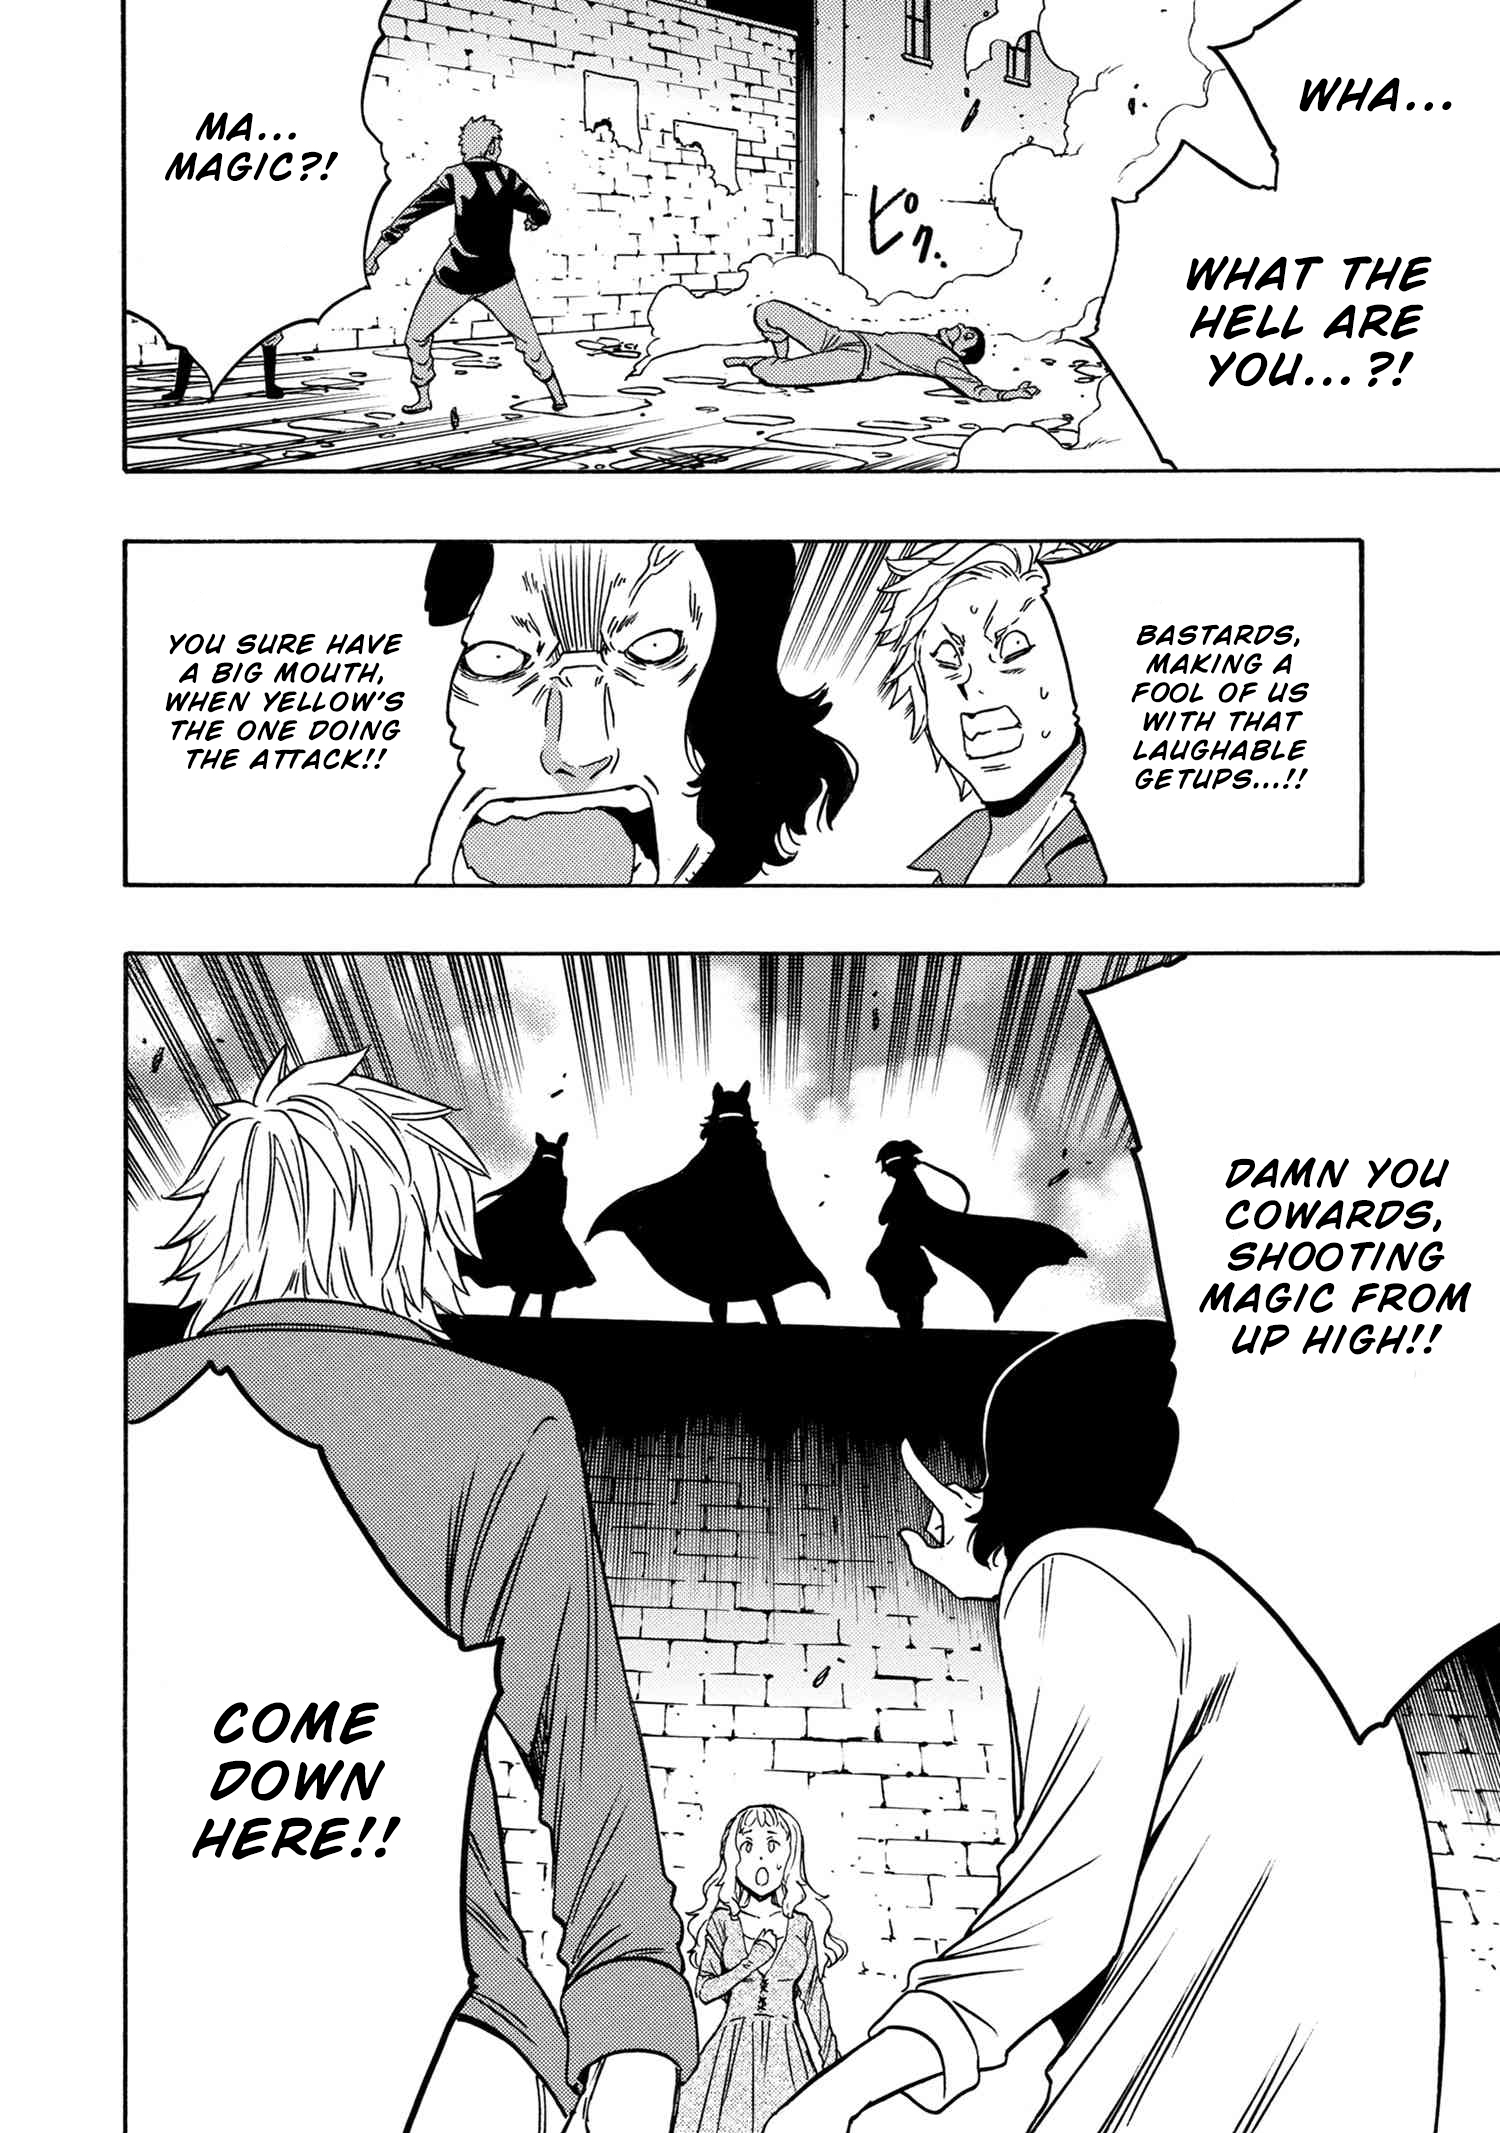 WHA...
WHAT THE
HELL ARE
YOU...?!
ピク..
MA...
MAGIC?!
BASTARDS,
MAKING A
FOOL OF US
WITH THAT
LAUGHABLE
GETUPS...!!
YOU SURE HAVE
A BIG MOUTH,
WHEN YELLOW'S
THE ONE DOING
THE ATTACK!!
DAMN YOU
COWARDS,
SHOOTING
MAGIC FROM
UP HIGH!!
COME
DOWN
HERE!!